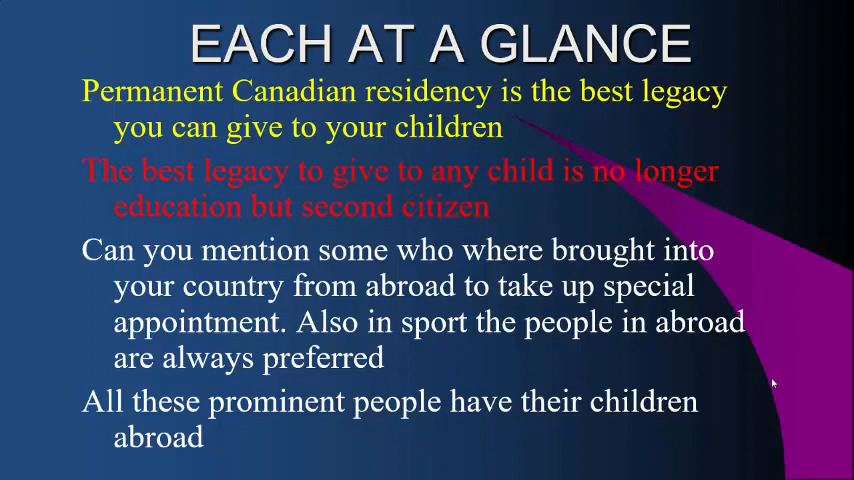 EACH AT A GLANCE
Permanent Canadian residency is the best legacy
you can give to your children
The best legacy to give to any child is no longer
education but second citizen
Can you mention some who where brought into
your country from abroad to take up special
appointment. Also in sport the people in abroad
are always preferred
All these prominent people have their children
abroad